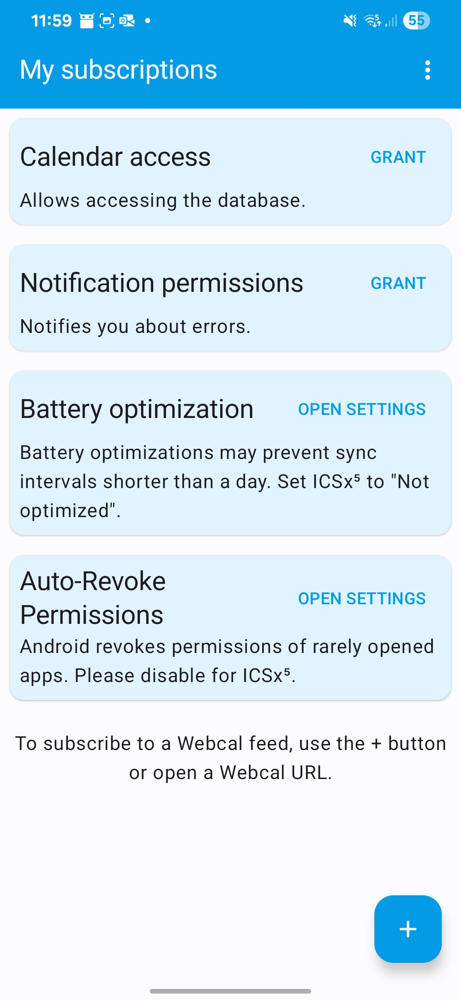 11:59
5
55
My subscriptions
Calendar access
GRANT
Allows accessing the database.
Notification permissions
GRANT
Notifies you about errors.
Battery optimization
OPEN SETTINGS
Battery optimizations may prevent sync
intervals shorter than a day. Set ICSx⁵ to "Not
optimized".
Auto-Revoke
Permissions
OPEN SETTINGS
Android revokes permissions of rarely opened
apps. Please disable for ICSx⁵.
To subscribe to a Webcal feed, use the + button
or open a Webcal URL.
+